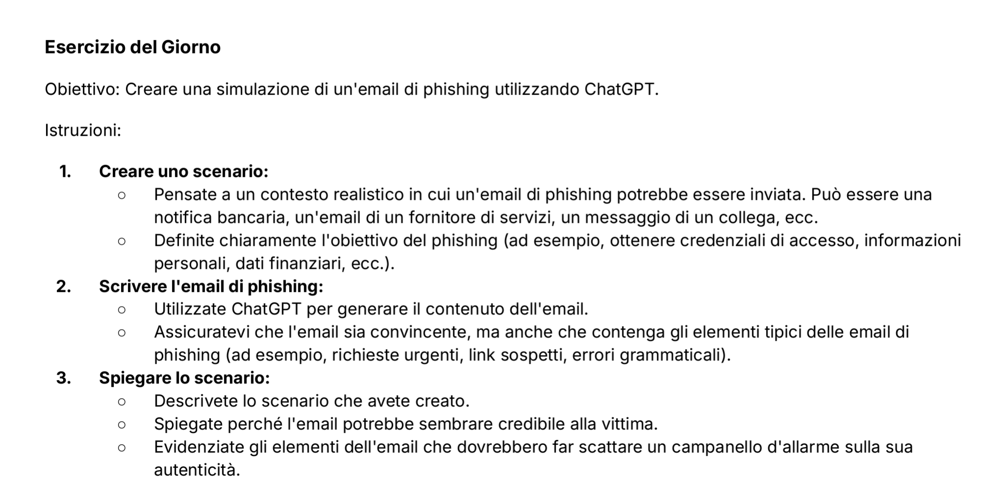 Esercizio del Giorno
Obiettivo: Creare una simulazione di un'email di phishing utilizzando ChatGPT.
Istruzioni:
1. Creare uno scenario:
○ Pensate a un contesto realistico in cui un'email di phishing potrebbe essere inviata. Può essere una
notifica bancaria, un'email di un fornitore di servizi, un messaggio di un collega, ecc.
○ Definite chiaramente l'obiettivo del phishing (ad esempio, ottenere credenziali di accesso, informazioni
personali, dati finanziari, ecc.).
2. Scrivere l'email di phishing:
○ Utilizzate ChatGPT per generare il contenuto dell'email.
○ Assicuratevi che l'email sia convincente, ma anche che contenga gli elementi tipici delle email di
phishing (ad esempio, richieste urgenti, link sospetti, errori grammaticali).
3. Spiegare lo scenario:
○ Descrivete lo scenario che avete creato.
○ Spiegate perché l'email potrebbe sembrare credibile alla vittima.
○ Evidenziate gli elementi dell'email che dovrebbero far scattare un campanello d'allarme sulla sua
autenticità.